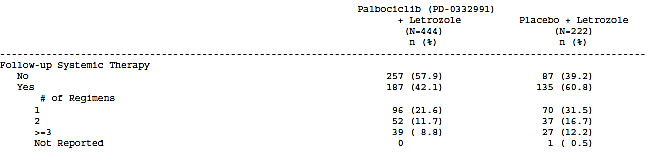 Palbociclib (PD-0332991)
+ Letrozole Placebo + Letrozole
(N=444) (N=222)
n (%) n (%)
Follow-up Systemic Therapy
No 257 (57.9) 87 (39.2)
Yes 187 (42.1) 135 (60.8)
# of Regimens
1 96 (21.6) 70 (31.5)
2 52 (11.7) 37 (16.7)
>=3 39 ( 8.8) 27 (12.2)
Not Reported 0 1 ( 0.5)